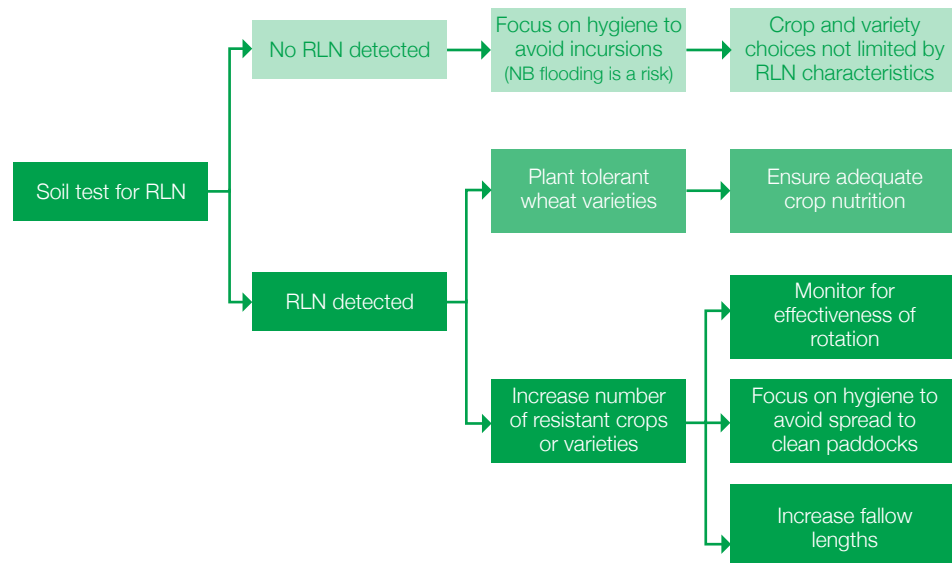 Soil test for RLN
No RLN detected
Focus on hygiene to
avoid incursions
(NB flooding is a risk)
Crop and variety
choices not limited by
RLN characteristics
RLN detected
Plant tolerant
wheat varieties
Ensure adequate
crop nutrition
Increase number
of resistant crops
or varieties
Monitor for
effectiveness of
rotation
Focus on hygiene to
avoid spread to
clean paddocks
Increase fallow
lengths